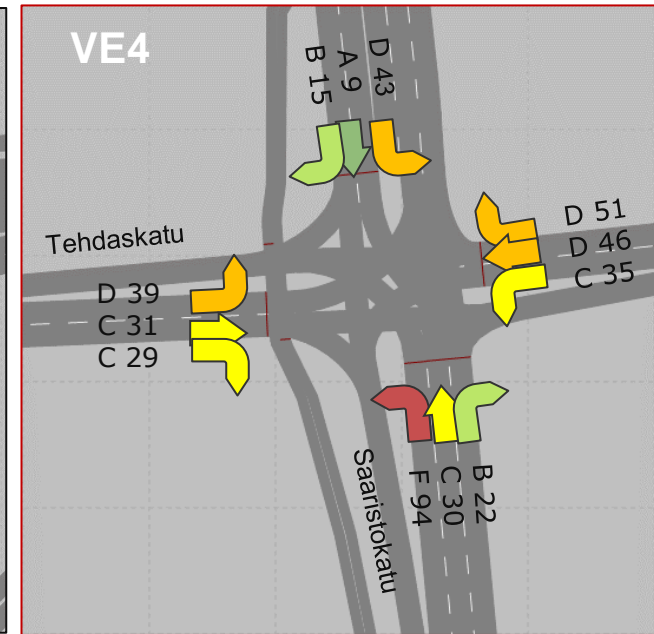 VE4
B 15
A 9
D 43
Tehdaskatu
D 51
D 46
C 35
D 39
C 31
C 29
Saaristokatu
F 94
C 30
B 22